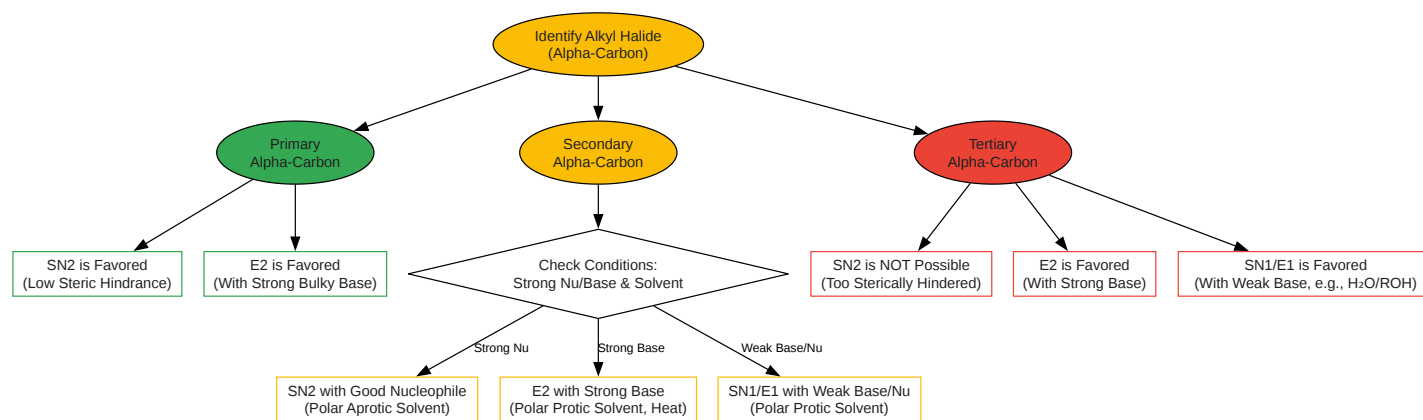 Identify Alkyl Halide
(Alpha-Carbon)
Primary
Alpha-Carbon
Secondary
Alpha-Carbon
Tertiary
Alpha-Carbon
SN2 is Favored
(Low Steric Hindrance)
E2 is Favored
(With Strong Bulky Base)
Check Conditions:
Strong Nu/Base & Solvent
SN2 is NOT Possible
(Too Sterically Hindered)
E2 is Favored
(With Strong Base)
SN1/E1 is Favored
(With Weak Base, e.g., H₂O/ROH)
Strong Nu
Strong Base
Weak Base/Nu
SN2 with Good Nucleophile
(Polar Aprotic Solvent)
E2 with Strong Base
(Polar Protic Solvent, Heat)
SN1/E1 with Weak Base/Nu
(Polar Protic Solvent)